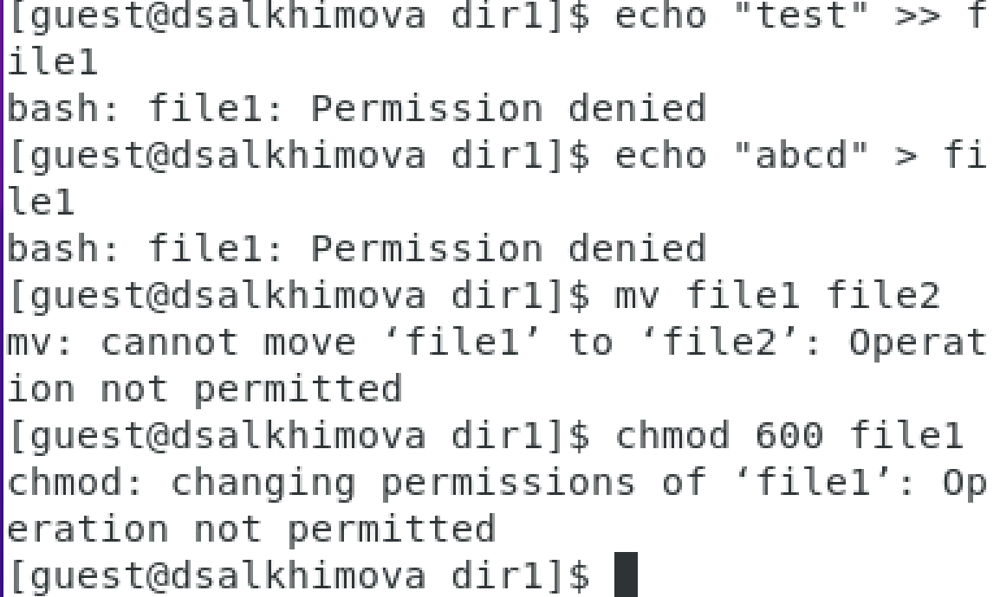 [guest@dsalkhimova dir1]$ echo "test" >> f
ile1
bash: file1: Permission denied
[guest@dsalkhimova dir1]$ echo "abcd" > fi
le1
bash: file1: Permission denied
[guest@dsalkhimova dir1]$ mv file1 file2
mv: cannot move ‘file1’ to ‘file2’: Operat
ion not permitted
[guest@dsalkhimova dir1]$ chmod 600 file1
chmod: changing permissions of ‘file1’: Op
eration not permitted
[guest@dsalkhimova dir1]$